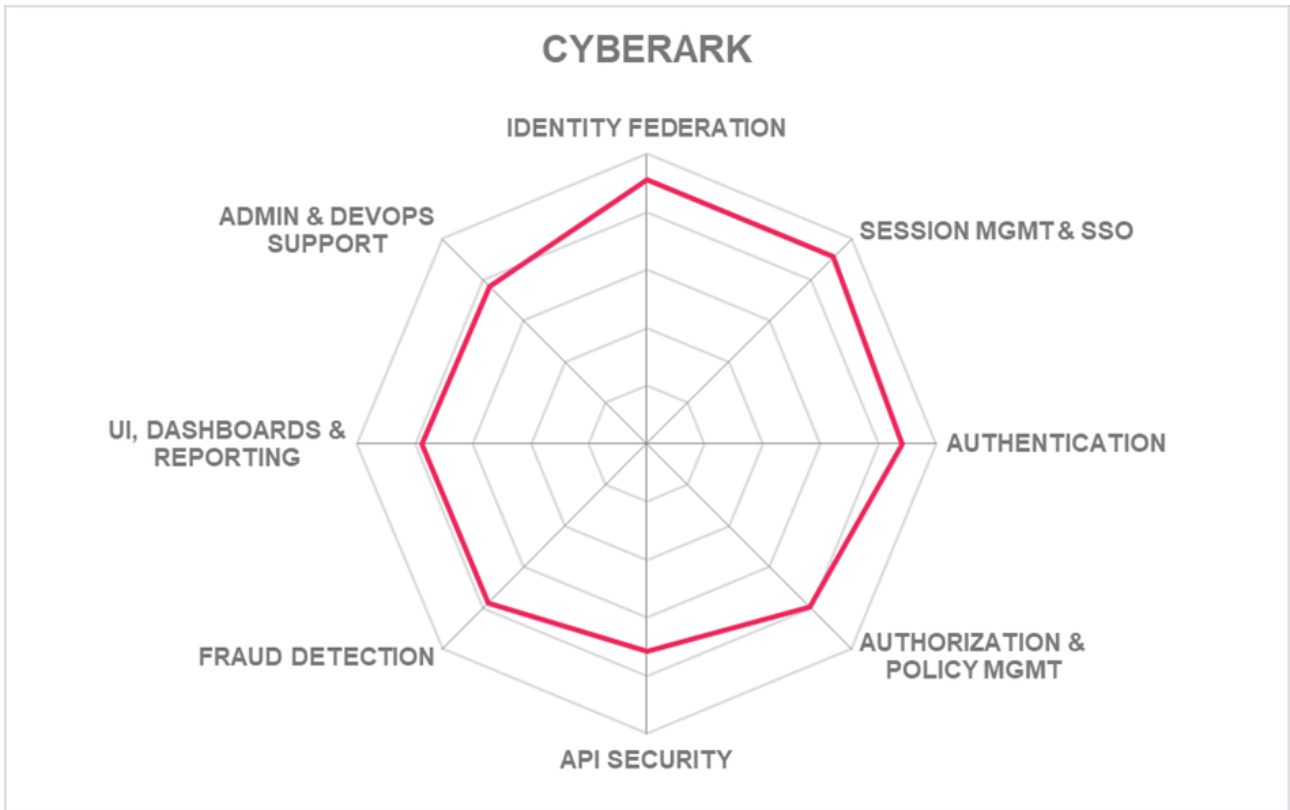 CYBERARK
IDENTITY FEDERATION
ADMIN & DEVOPS
SUPPORT
SESSION MGMT & SSO
UI, DASHBOARDS &
REPORTING
AUTHENTICATION
FRAUD DETECTION
AUTHORIZATION &
POLICY MGMT
API SECURITY